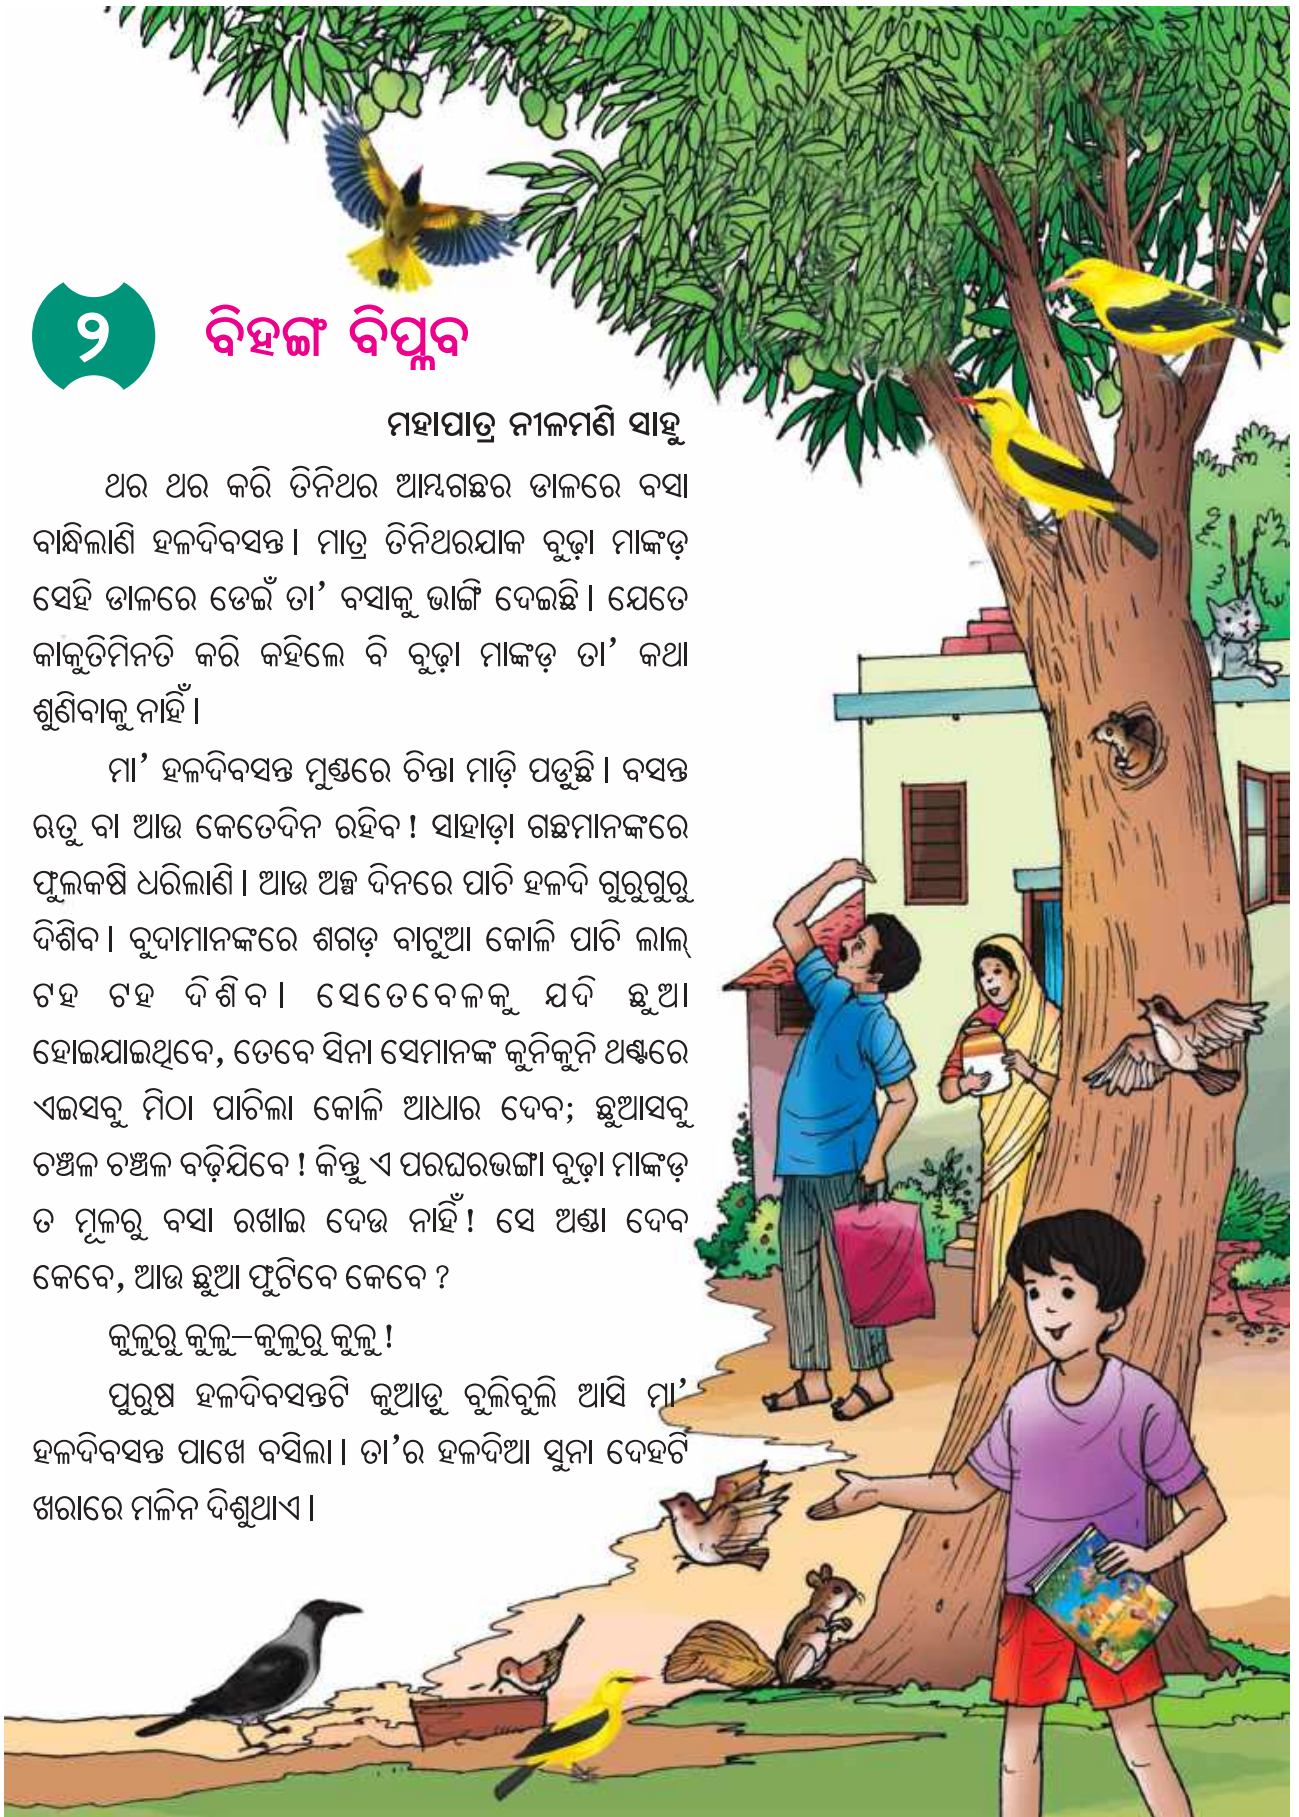 ୨
ବିହଙ୍ଗ ବିପ୍ଳବ
ମହାପାତ୍ର ନୀଳମଣି ସାହୁ
ଥର ଥର କରି ତିନିଥର ଆମ୍ବଗଛର ଡାଳରେ ବସା
ବାନ୍ଧିଲାଣି ହଳଦିବସନ୍ତ। ମାତ୍ର ତିନିଥରଯାକ ବୁଢ଼ା ମାଙ୍କଡ଼
ସେହି ଡାଳରେ ଡେଇଁ ତା’ ବସାକୁ ଭାଙ୍ଗି ଦେଇଛି। ଯେତେ
କାକୁତିମିନତି କରି କହିଲେ ବି ବୁଢ଼ା ମାଙ୍କଡ଼ ତା’ କଥା
ଶୁଣିବାକୁ ନାହିଁ।
ମା’ ହଳଦିବସନ୍ତ ମୁଣ୍ଡରେ ଚିନ୍ତା ମାଡ଼ି ପଡ଼ୁଛି। ବସନ୍ତ
ଋତୁ ବା ଆଉ କେତେଦିନ ରହିବ! ସାହାଡ଼ା ଗଛମାନଙ୍କରେ
ଫୁଲକଷି ଧରିଲାଣି। ଆଉ ଅଳ୍ପ ଦିନରେ ପାଚି ହଳଦି ଗୁରୁଗୁରୁ
ଦିଶିବ। ବୁଦାମାନଙ୍କରେ ଶଗଡ଼ ବାଟୁଆ କୋଳି ପାଚି ଲାଲ୍
ଟହ ଟହ ଦିଶିବ। ସେତେବେଳକୁ ଯଦି ଛୁଆ
ହୋଇଯାଇଥିବେ, ତେବେ ସିନା ସେମାନଙ୍କ କୁନିକୁନି ଥଣ୍ଟରେ
ଏଇସବୁ ମିଠା ପାଚିଲା କୋଳି ଆଧାର ଦେବ; ଛୁଆସବୁ
ଚଞ୍ଚଳ ଚଞ୍ଚଳ ବଢ଼ିଯିବେ! କିନ୍ତୁ ଏ ପରଘରଭଙ୍ଗା ବୁଢ଼ା ମାଙ୍କଡ଼
ତ ମୂଳରୁ ବସା ରଖାଇ ଦେଉ ନାହିଁ! ସେ ଅଣ୍ଡା ଦେବ
କେବେ, ଆଉ ଛୁଆ ଫୁଟିବେ କେବେ ?
କୁଳୁରୁ କୁଳୁ–କୁଳୁରୁ କୁଳୁ!
ପୁରୁଷ ହଳଦିବସନ୍ତଟି କୁଆଡ଼ୁ ବୁଲିବୁଲି ଆସି ମା’
ହଳଦିବସନ୍ତ ପାଖେ ବସିଲା। ତା’ର ହଳଦିଆ ସୁନା ଦେହଟି
ଖରାରେ ମଳିନ ଦିଶୁଥାଏ।